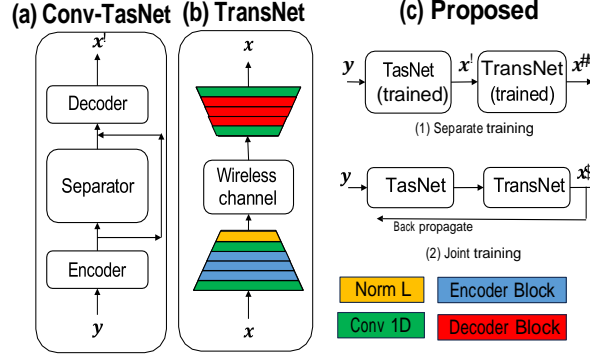 (a) Conv-TasNet
(b) TransNet
(c) Proposed
x!
Decoder
Separator
Encoder
y
x
Wireless
channel
x
y
TasNet
(trained)
x!
TransNet
(trained)
x#
(1) Separate training
y
TasNet
TransNet
x$
Back propagate
(2) Joint training
Norm L
Encoder Block
Conv 1D
Decoder Block